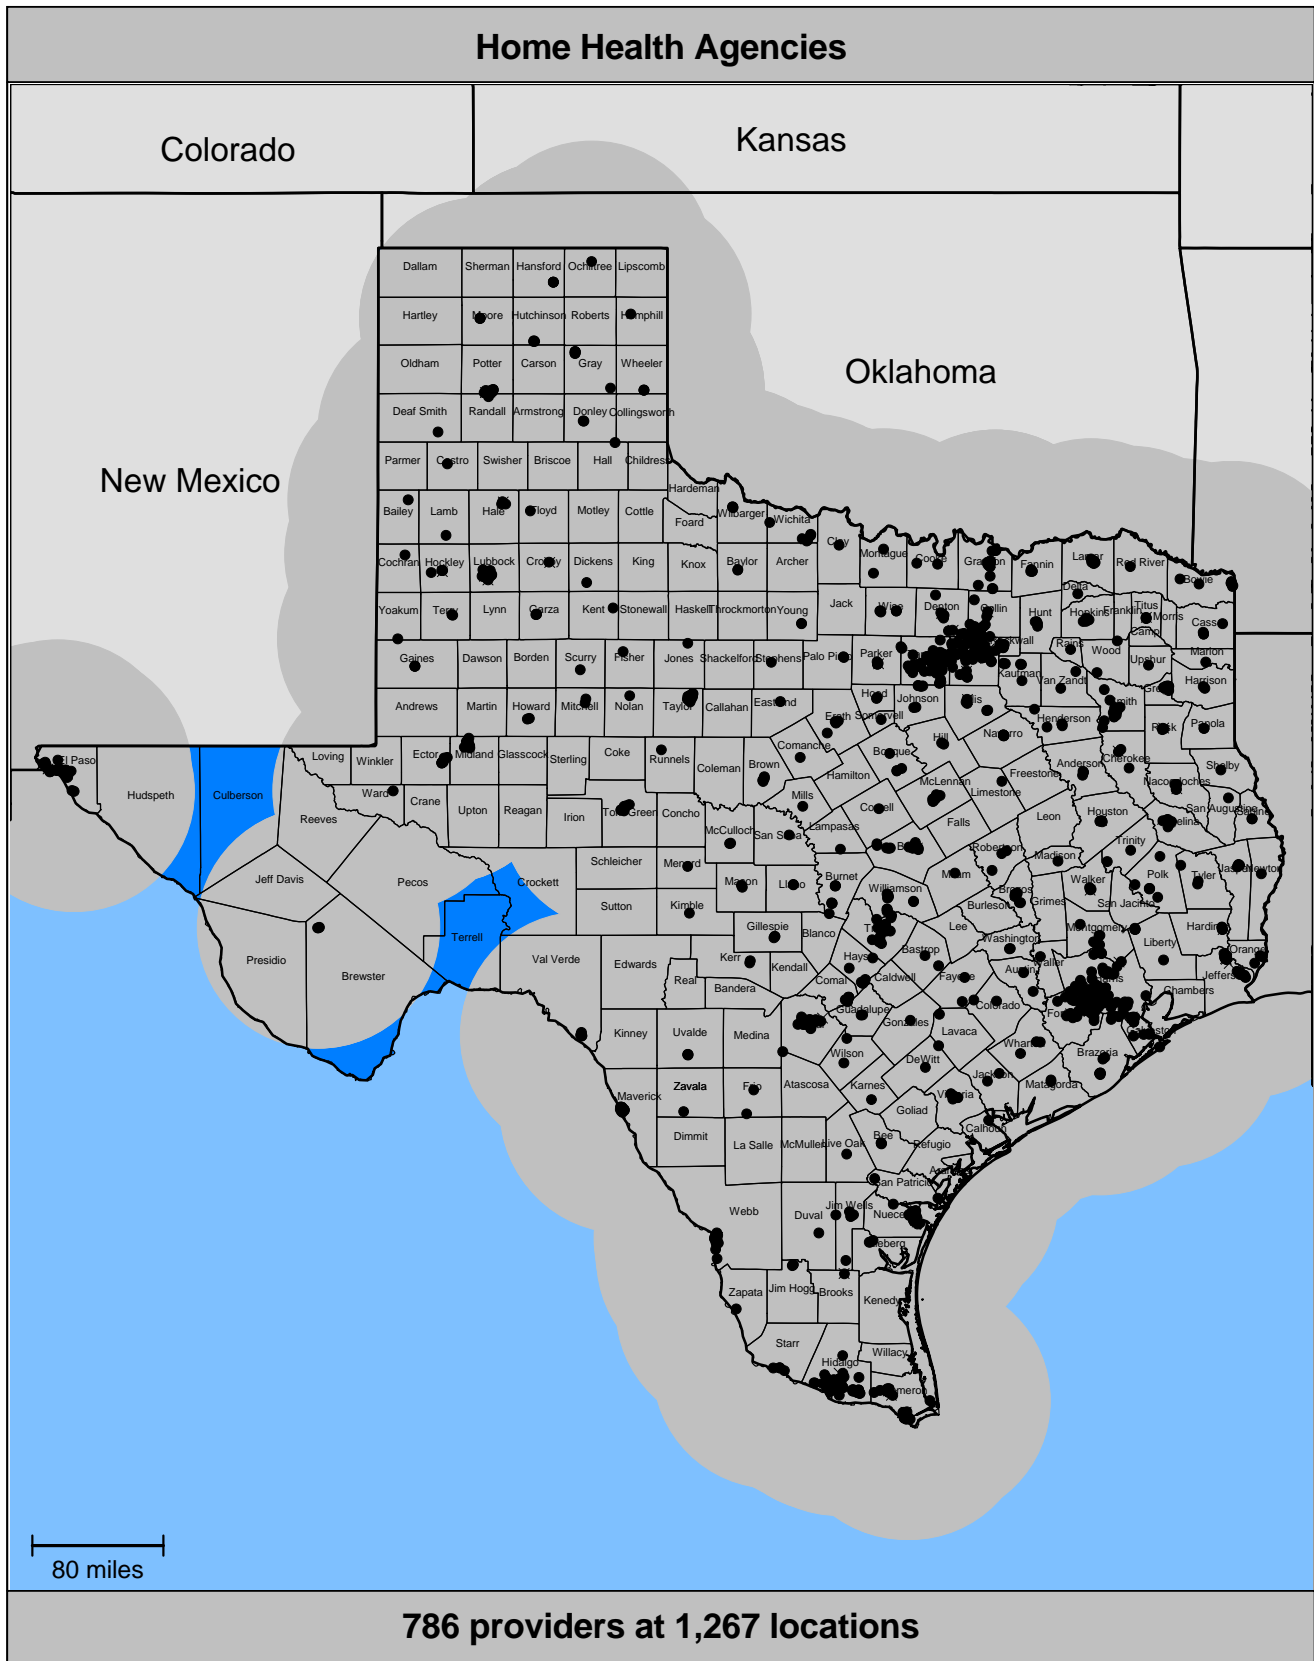 Home Health Agencies
Colorado
Kansas
Oklahoma
New Mexico
Dallam Sherman Hansford Ochiltree Lipscomb
Hartley Moore Hutchinson Roberts Hemphill
Oldham Potter Carson Gray Wheeler
Deaf Smith Randall Armstrong Donley Collingsworth
Parmer Castro Swisher Briscoe Hall Childress
Hardeman
Bailey Lamb Hale Floyd Motley Cottle Foard Wilbarger Wichita
Clay Montague Cooke Grayson Fannin Lamar Red River Bowie
Cochran Hockley Lubbock Crosby Dickens King Knox Baylor Archer
Delta
Yoakum Terry Lynn Garza Kent Stonewall Haskell Throckmorton Young Jack Wise Denton Collin Hunt Hopkins Franklin Titus Morris Cass
Camp
Rockwall Rains Wood Upshur Marion
Gaines Dawson Borden Scurry Fisher Jones Shackelford Stephens Palo Pinto Parker
Kaufman Van Zandt Smith Gregg Harrison
Andrews Martin Howard Mitchell Nolan Taylor Callahan Eastland Hood Johnson Ellis
Erath Somervell Henderson Rusk Panola
Navarro Hill
El Paso Loving Winkler Ector Midland Glasscock Sterling Coke Runnels Coleman Brown Comanche Bosque
Anderson Cherokee Shelby
Hudspeth Culberson Ward Crane Upton Reagan Irion Tom Green Concho Mills Hamilton McLennan Limestone Freestone
Nacogdoches San Augustine Sabine
Reeves McCulloch San Saba Lampasas Coryell Falls Leon Houston Angelina
Trinity
Schleicher Menard Bell Robertson Madison
Jeff Davis Pecos Crockett Mason Llano Burnet Williamson Milam Brazos Walker Polk Tyler Jasper Newton
Sutton Kimble Burleson Grimes San Jacinto
Terrell Gillespie Blanco Travis Lee Montgomery Hardin
Washington Liberty Orange
Presidio Brewster Val Verde Edwards Real Kerr Kendall Hays Bastrop Austin Waller Harris Jefferson
Bandera Comal Caldwell Fayette Chambers
Colorado
Kinney Uvalde Medina Guadalupe Gonzales Lavaca Fort
Wilson Wharton Brazoria
DeWitt
Maverick Zavala Frio Atascosa Karnes Jackson Matagorda
Victoria
Goliad
Dimmit La Salle McMullen Live Oak Bee Refugio Calhoun
San Patricio
Webb Duval Jim Wells Nueces
Kleberg
Zapata Jim Hogg Brooks Kenedy
Starr Willacy
Hidalgo
Cameron
80 miles
786 providers at 1,267 locations